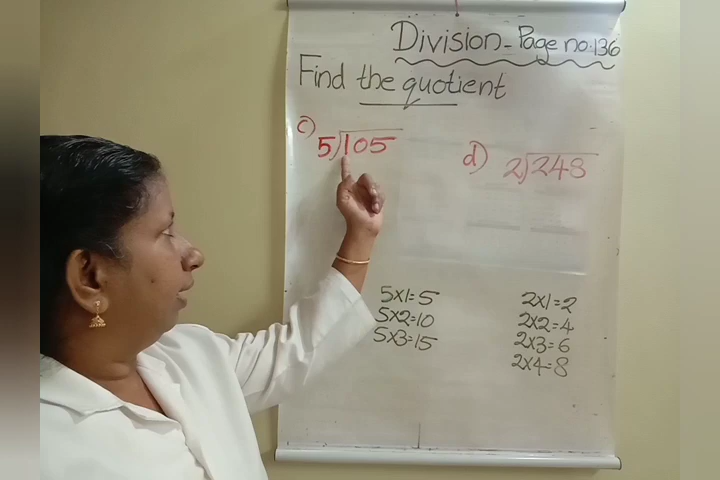 Division - Page no: 136
Find the quotient
c) 5)105
d) 2)248
5x1=5
5x2=10
5x3=15
2x1=2
2x2=4
2x3=6
2x4=8